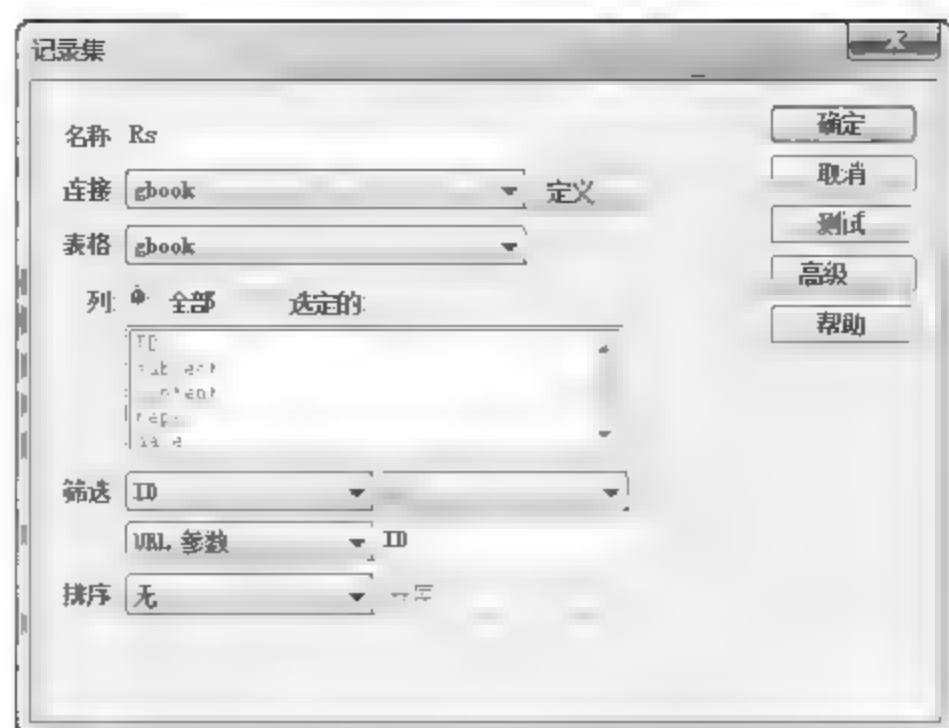 记录集
名称 Rs 确定
连接 gbook 定义 取消
表格 gbook 测试
列: 全部 选定的: 高级
帮助
ID
筛选 ID
URL 参数 ID
排序 无